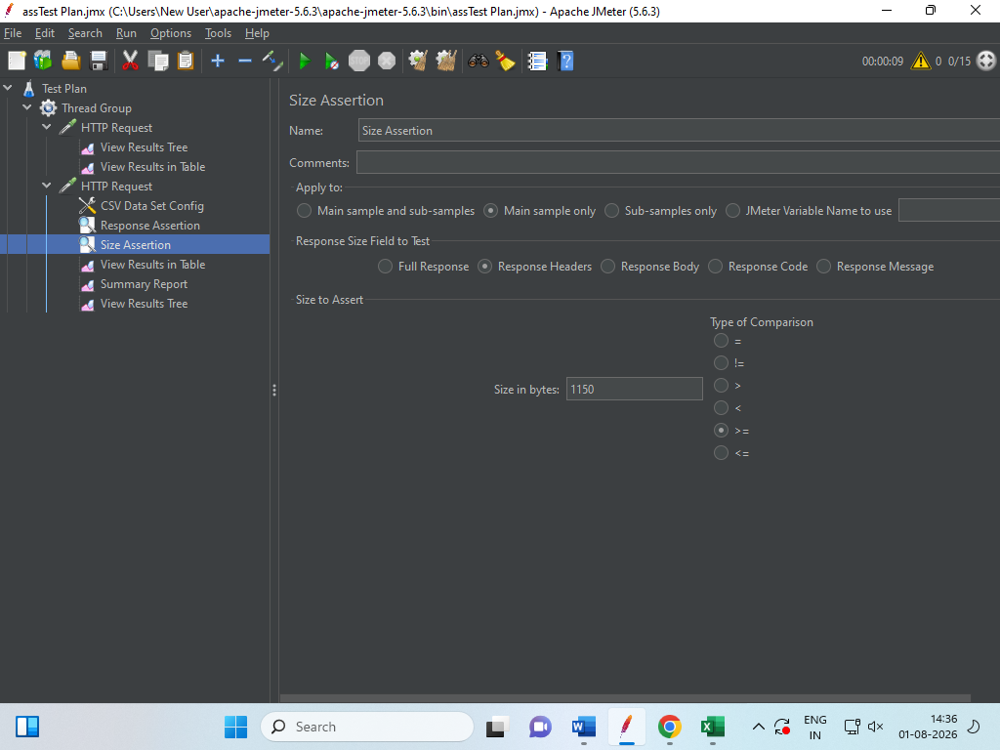 assTest Plan.jmx (C:\Users\New User\apache-jmeter-5.6.3\apache-jmeter-5.6.3\bin\assTest Plan.jmx) - Apache JMeter (5.6.3)
File Edit Search Run Options Tools Help
STOP 00:00:09 0 0/15
Test Plan
Thread Group
HTTP Request
View Results Tree
View Results in Table
HTTP Request
CSV Data Set Config
Response Assertion
Size Assertion
View Results in Table
Summary Report
View Results Tree
Size Assertion
Name: Size Assertion
Comments:
Apply to:
Main sample and sub-samples Main sample only Sub-samples only JMeter Variable Name to use
Response Size Field to Test
Full Response Response Headers Response Body Response Code Response Message
Size to Assert
Type of Comparison
=
!=
>
Size in bytes: 1150
<
>=
<=
Search
ENG
IN
14:36
01-08-2026